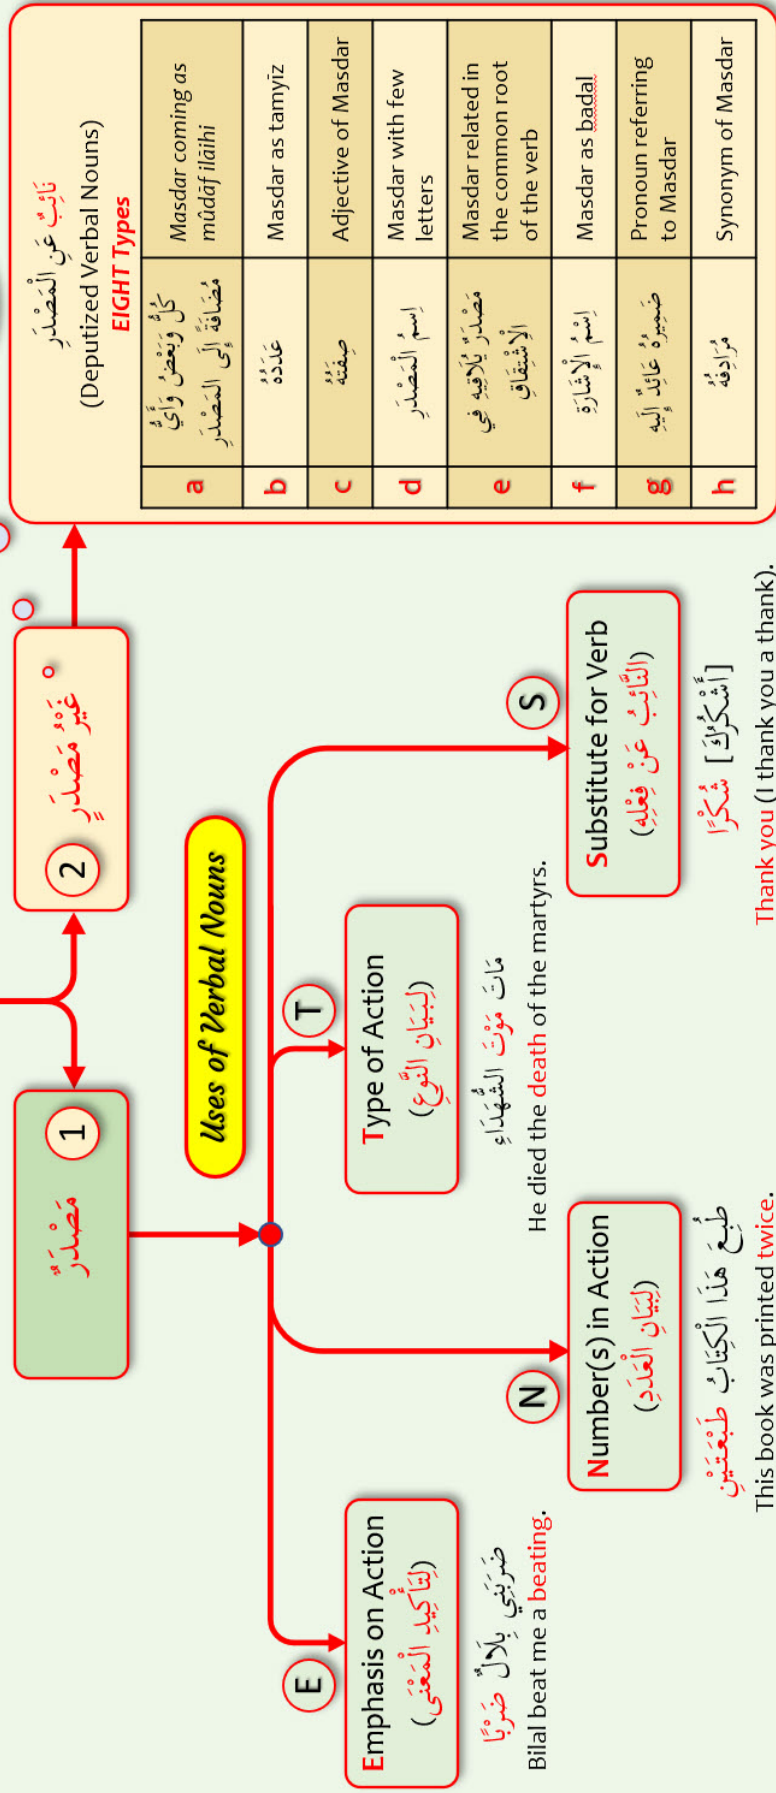 مَصْدَرٌ
1
2
غَيْرُ مَصْدَرٍ
Uses of Verbal Nouns
E
Emphasis on Action
(لِتَأْكِيدِ الْمَعْنَى)
ضَرَبَنِي بِلَالٌ ضَرْبًا
Bilal beat me a beating.
N
Number(s) in Action
(لِبَيَانِ الْعَدَدِ)
طُبِعَ هَذَا الْكِتَابُ طَبْعَتَيْنِ
This book was printed twice.
T
Type of Action
(لِبَيَانِ النَّوْعِ)
مَاتَ مَوْتَ الشُّهَدَاءِ
He died the death of the martyrs.
S
Substitute for Verb
(النَّائِبُ عَنْ فِعْلِهِ)
[أَشْكُرُكَ] شُكْرًا
Thank you (I thank you a thank).
نَائِبٌ عَنِ الْمَصْدَرِ
(Deputized Verbal Nouns)
EIGHT Types
a
كُلُّ وَبَعْضُ وَأَيُّ
مُضَافَةً إِلَى المَصْدَرِ
Masdar coming as
mûdāf ilāihi
b
عَدَدُهُ
Masdar as tamyīz
c
صِفَتُهُ
Adjective of Masdar
d
اِسمُ الْمَصْدَرِ
Masdar with few
letters
e
مَصْدَرٌ يُلَاقِيهِ فِي
الْاِشْتِقَاقِ
Masdar related in
the common root
of the verb
f
اِسْمُ الْإِشَارَةِ
Masdar as badal
g
ضَمِيرُهُ عَائِدٌ إِلَيَهِ
Pronoun referring
to Masdar
h
مُرَادِفُهُ
Synonym of Masdar